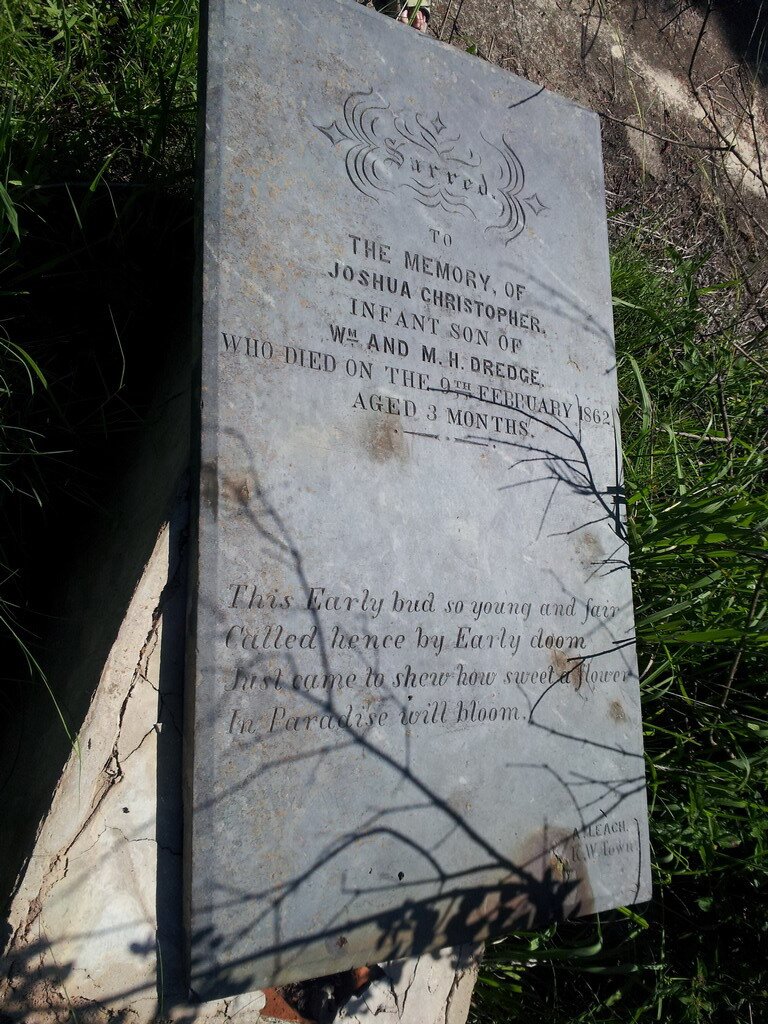 Sacred
TO
THE MEMORY, OF
JOSHUA CHRISTOPHER,
INFANT SON OF
Wᴹ AND M. H. DREDGE,
WHO DIED ON THE 9TH FEBRUARY 1862
AGED 3 MONTHS.
This Early bud so young and fair
Called hence by Early doom
Just came to shew how sweet a flower
In Paradise will bloom.
A. LEACH.
K. W. Town